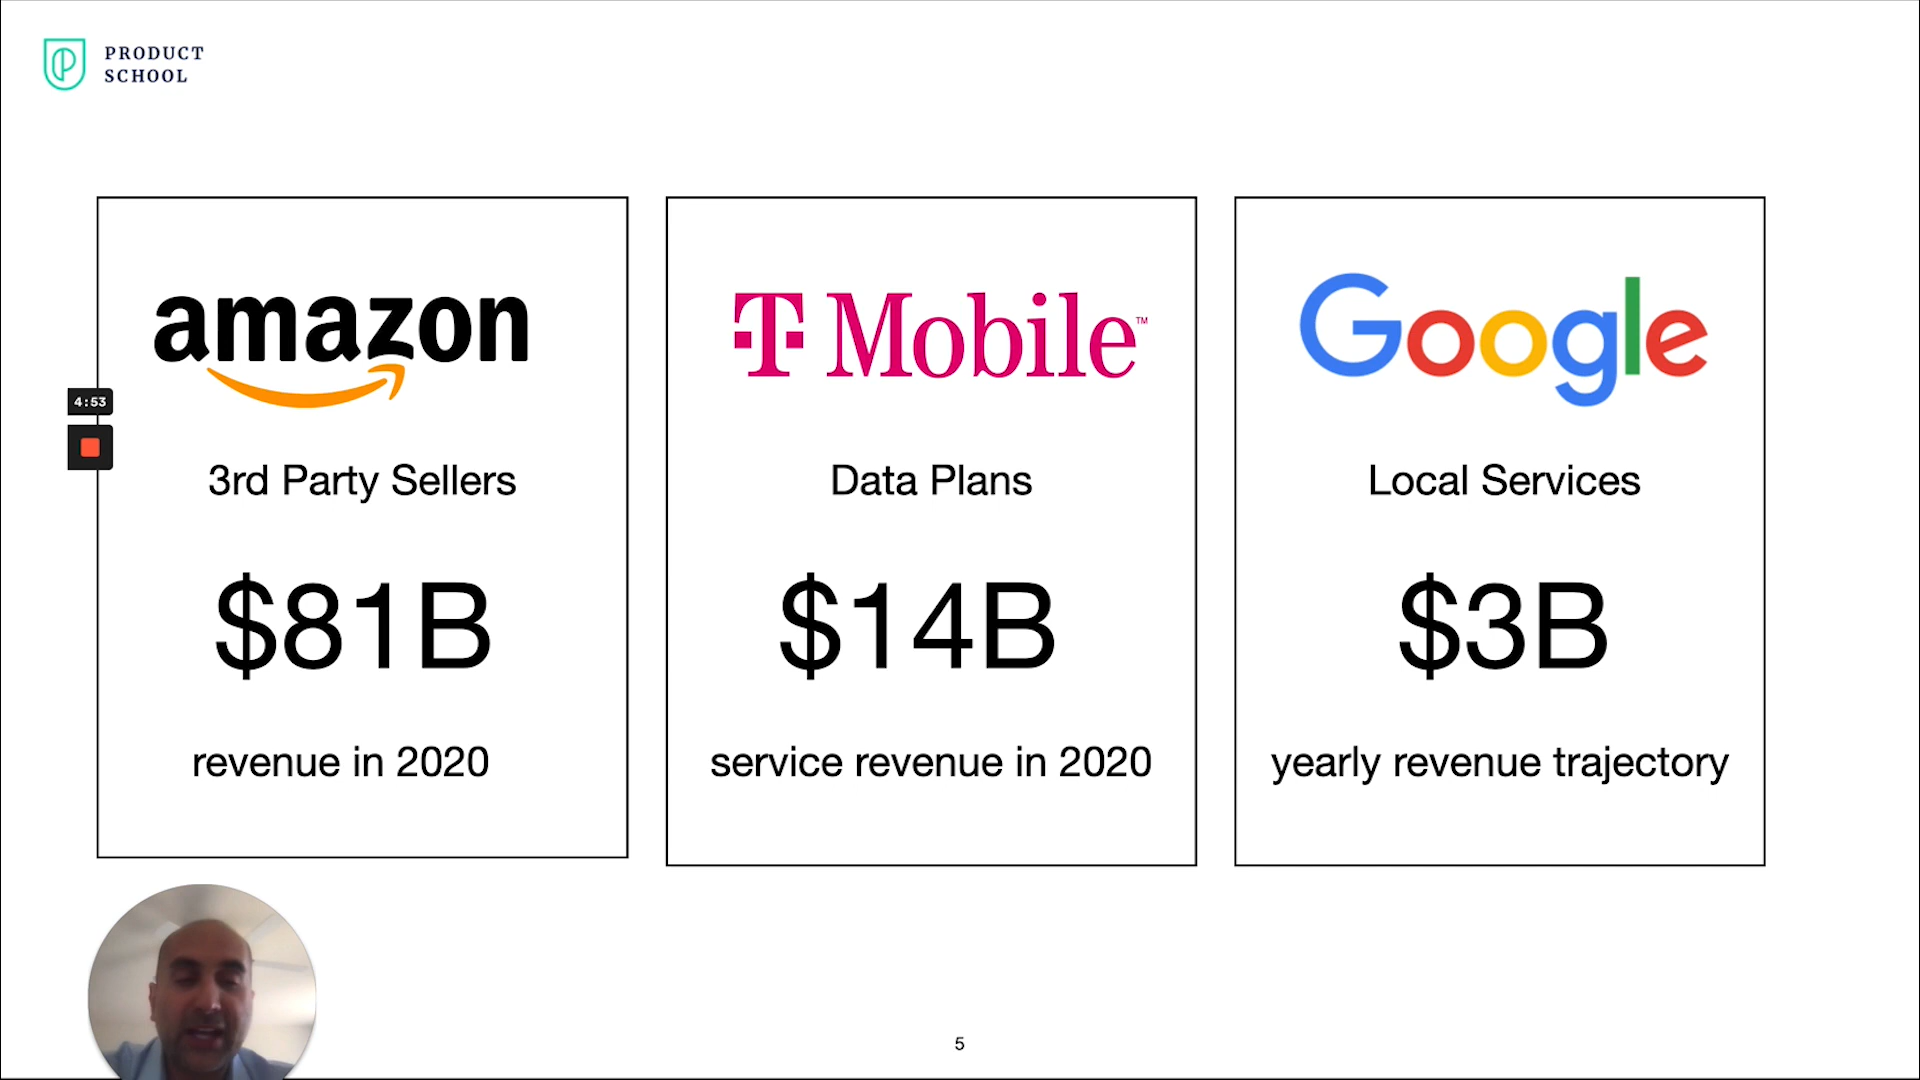 PRODUCT
SCHOOL
amazon
3rd Party Sellers
$81B
revenue in 2020
T Mobile™
Data Plans
$14B
service revenue in 2020
Google
Local Services
$3B
yearly revenue trajectory
4:53
5